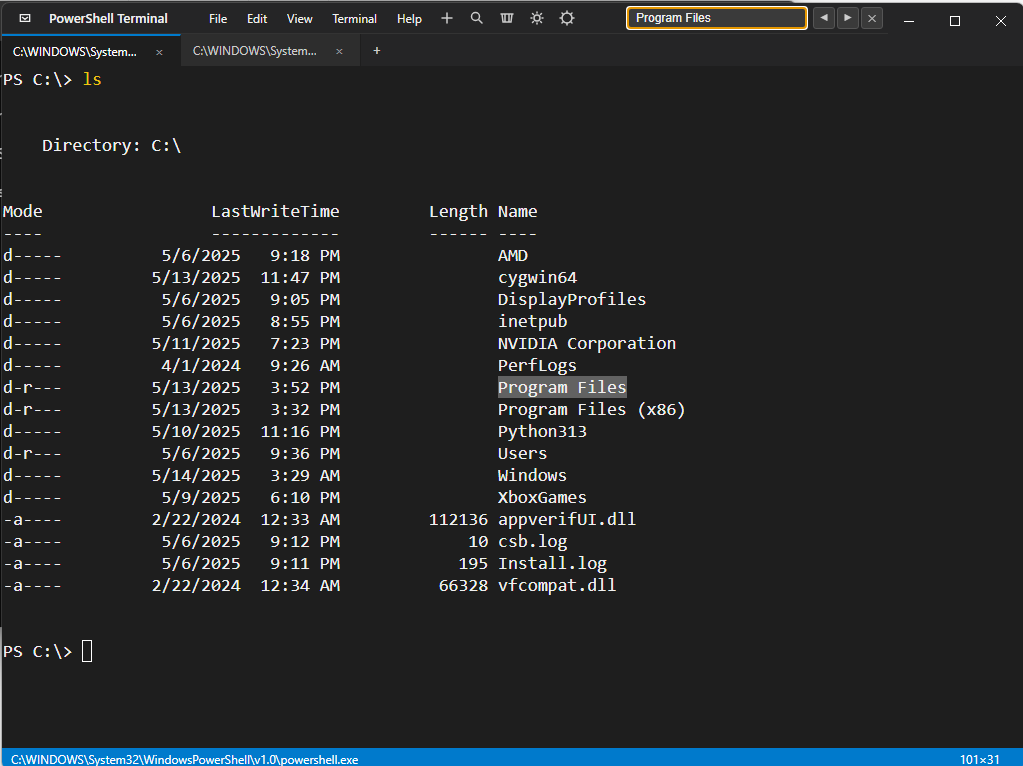 PowerShell Terminal File Edit View Terminal Help Program Files
C:\WINDOWS\System... C:\WINDOWS\System...
PS C:\> ls
Directory: C:\
Mode LastWriteTime Length Name
---- ------------- ------ ----
d----- 5/6/2025 9:18 PM AMD
d----- 5/13/2025 11:47 PM cygwin64
d----- 5/6/2025 9:05 PM DisplayProfiles
d----- 5/6/2025 8:55 PM inetpub
d----- 5/11/2025 7:23 PM NVIDIA Corporation
d----- 4/1/2024 9:26 AM PerfLogs
d-r--- 5/13/2025 3:52 PM Program Files
d-r--- 5/13/2025 3:32 PM Program Files (x86)
d----- 5/10/2025 11:16 PM Python313
d-r--- 5/6/2025 9:36 PM Users
d----- 5/14/2025 3:29 AM Windows
d----- 5/9/2025 6:10 PM XboxGames
-a---- 2/22/2024 12:33 AM 112136 appverifUI.dll
-a---- 5/6/2025 9:12 PM 10 csb.log
-a---- 5/6/2025 9:11 PM 195 Install.log
-a---- 2/22/2024 12:34 AM 66328 vfcompat.dll
PS C:\>
C:\WINDOWS\System32\WindowsPowerShell\v1.0\powershell.exe 101×31